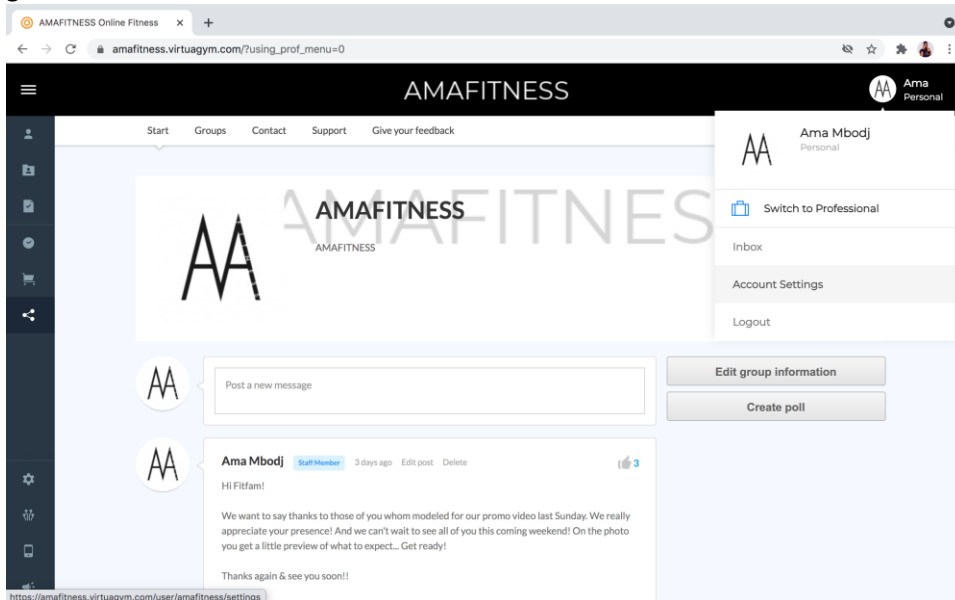 AMAFITNESS Online Fitness
amafitness.virtuagym.com/?using_prof_menu=0
AMAFITNESS
AA
Ama
Personal
Start Groups Contact Support Give your feedback
AA
Ama Mbodj
Personal
AMAFITNES
AA
AMAFITNESS
AMAFITNESS
Switch to Professional
Inbox
Account Settings
Logout
AA
Post a new message
Edit group information
Create poll
AA
Ama Mbodj Staff Member 3 days ago Edit post Delete 3
Hi Fitfam!
We want to say thanks to those of you whom modeled for our promo video last Sunday. We really
appreciate your presence! And we can't wait to see all of you this coming weekend! On the photo
you get a little preview of what to expect... Get ready!
Thanks again & see you soon!!
https://amafitness.virtuagym.com/user/amafitness/settings